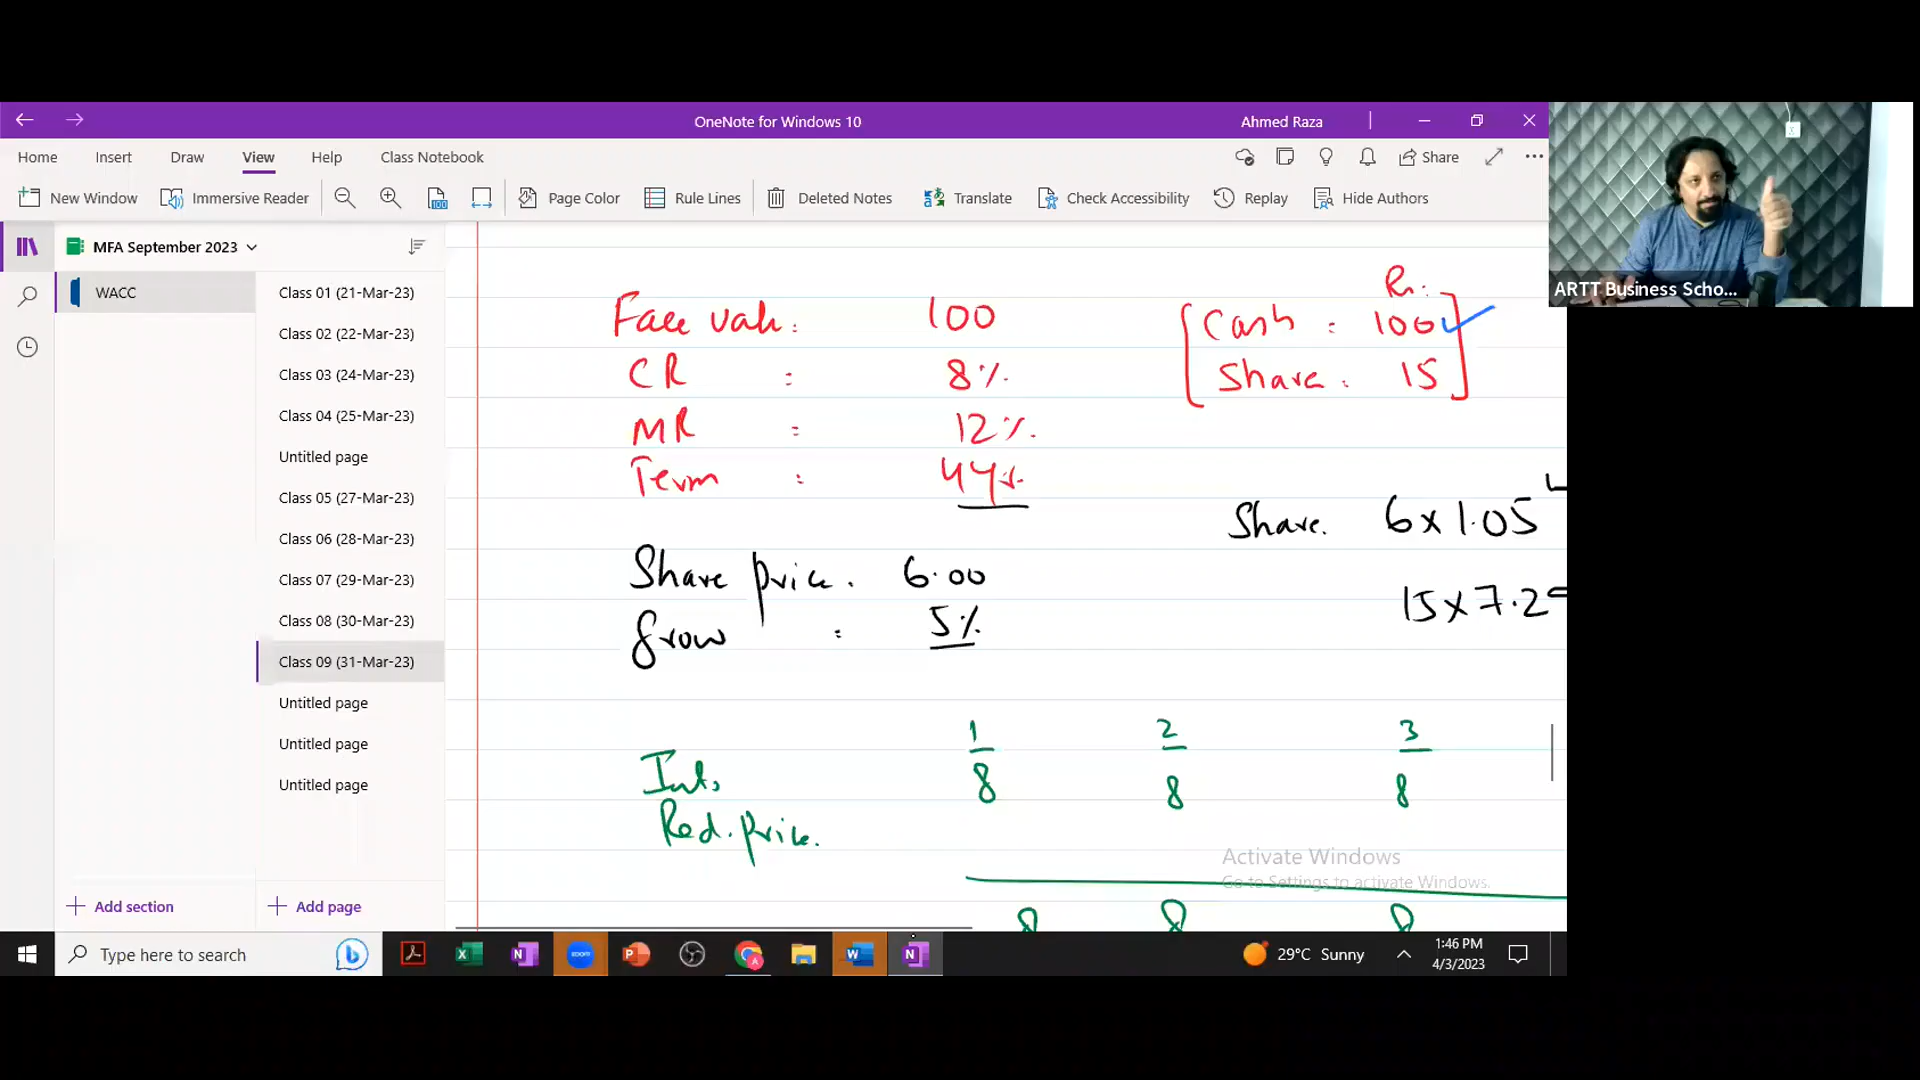 OneNote for Windows 10
Ahmed Raza
Home Insert Draw View Help Class Notebook
Share
New Window Immersive Reader Page Color Rule Lines Deleted Notes Translate Check Accessibility Replay Hide Authors
MFA September 2023
WACC
Class 01 (21-Mar-23)
Class 02 (22-Mar-23)
Class 03 (24-Mar-23)
Class 04 (25-Mar-23)
Untitled page
Class 05 (27-Mar-23)
Class 06 (28-Mar-23)
Class 07 (29-Mar-23)
Class 08 (30-Mar-23)
Class 09 (31-Mar-23)
Untitled page
Untitled page
Untitled page
Add section
Add page
Face : 100
CR : 8%
MR : 12%
Term :
Rs.
Cash : 100
Share : 15
Share price . 6.00
grow : 5%
Share. 6 x 1.05
15 x 7.2
1 2 3
Int, 8 8 8
Red. price.
8 8 8
Activate Windows
Go to Settings to activate Windows.
ARTT Business Scho...
Type here to search
29°C Sunny
1:46 PM
4/3/2023